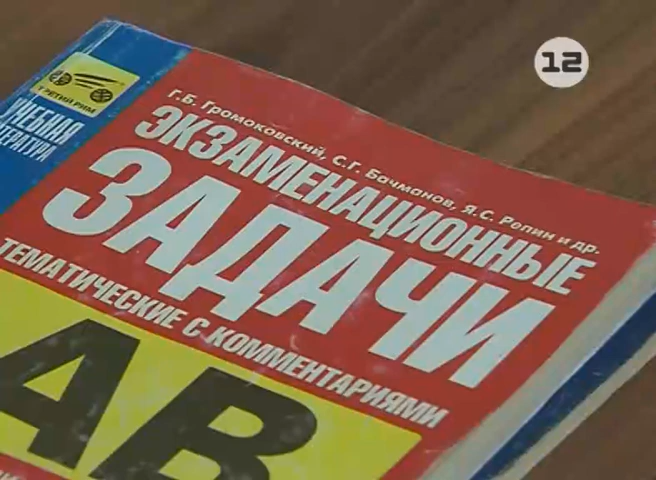 12
ТРЕТИЙ РИМ
УЧЕБНАЯ
ЛИТЕРАТУРА
Г.Б. Громоковский, С.Г. Бачманов, Я.С. Репин и др.
ЭКЗАМЕНАЦИОННЫЕ
ЗАДАЧИ
ТЕМАТИЧЕСКИЕ С КОММЕНТАРИЯМИ
АВ